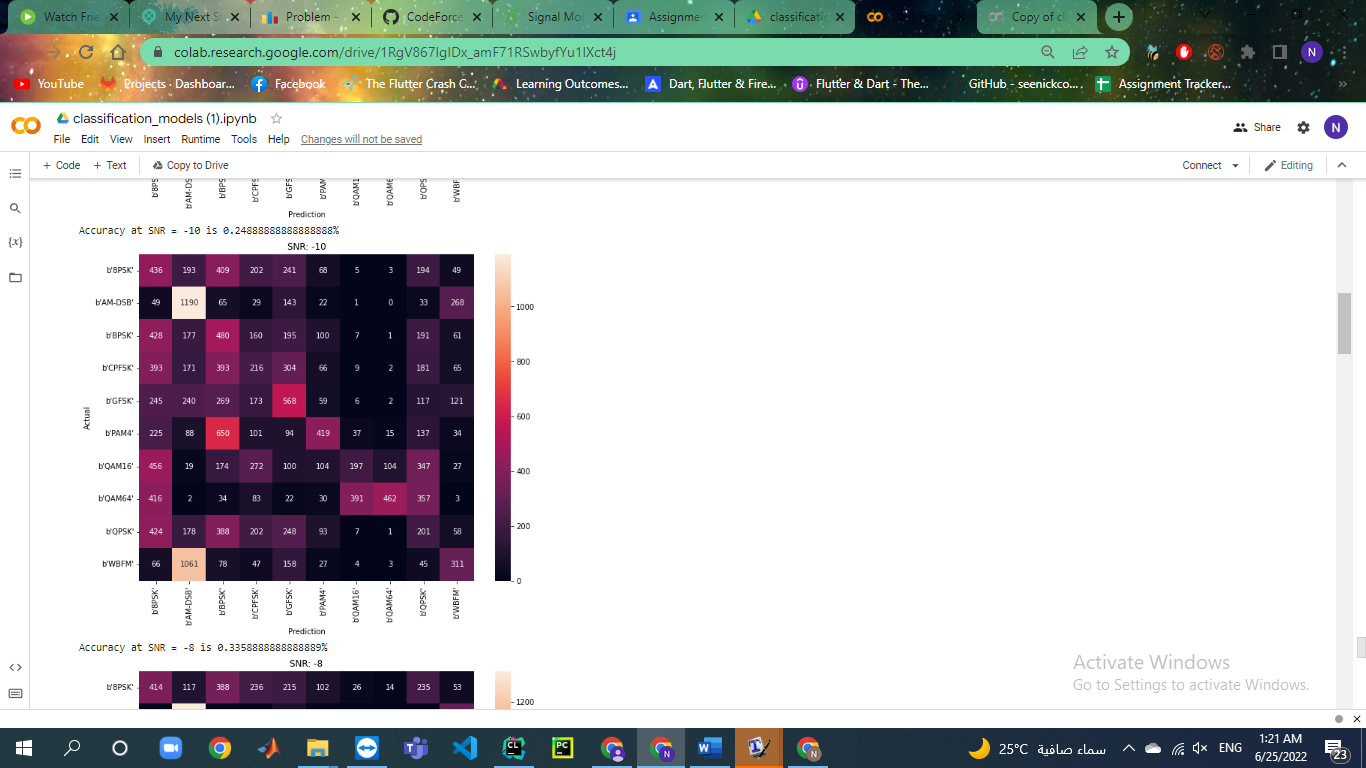 Watch Frie
My Next S
Problem -
CodeForce
Signal Mo
Assignmen
classificatio
Copy of cl
colab.research.google.com/drive/1RgV867IgIDx_amF71RSwbyfYu1IXct4j
N
YouTube
Projects · Dashboar...
Facebook
The Flutter Crash C...
Learning Outcomes...
Dart, Flutter & Fire...
Flutter & Dart - The...
GitHub - seenickco...
Assignment Tracker...
classification_models (1).ipynb
File Edit View Insert Runtime Tools Help Changes will not be saved
Share
N
+ Code + Text Copy to Drive
Connect
Editing
Prediction
Accuracy at SNR = -10 is 0.24888888888888888%
SNR: -10
b'8PSK' 436 193 409 202 241 68 5 3 194 49
b'AM-DSB' 49 1190 65 29 143 22 1 0 33 268
b'BPSK' 428 177 480 160 195 100 7 1 191 61
b'CPFSK' 393 171 393 216 304 66 9 2 181 65
b'GFSK' 245 240 269 173 568 59 6 2 117 121
b'PAM4' 225 88 650 101 94 419 37 15 137 34
b'QAM16' 456 19 174 272 100 104 197 104 347 27
b'QAM64' 416 2 34 83 22 30 391 462 357 3
b'QPSK' 424 178 388 202 248 93 7 1 201 58
b'WBFM' 66 1061 78 47 158 27 4 3 45 311
Actual
b'8PSK' b'AM-DSB' b'BPSK' b'CPFSK' b'GFSK' b'PAM4' b'QAM16' b'QAM64' b'QPSK' b'WBFM'
Prediction
1000
800
600
400
200
0
Accuracy at SNR = -8 is 0.3358888888888889%
SNR: -8
b'8PSK' 414 117 388 236 215 102 26 14 235 53
1200
Activate Windows
Go to Settings to activate Windows.
25°C سماء صافية
ENG
1:21 AM
6/25/2022
23